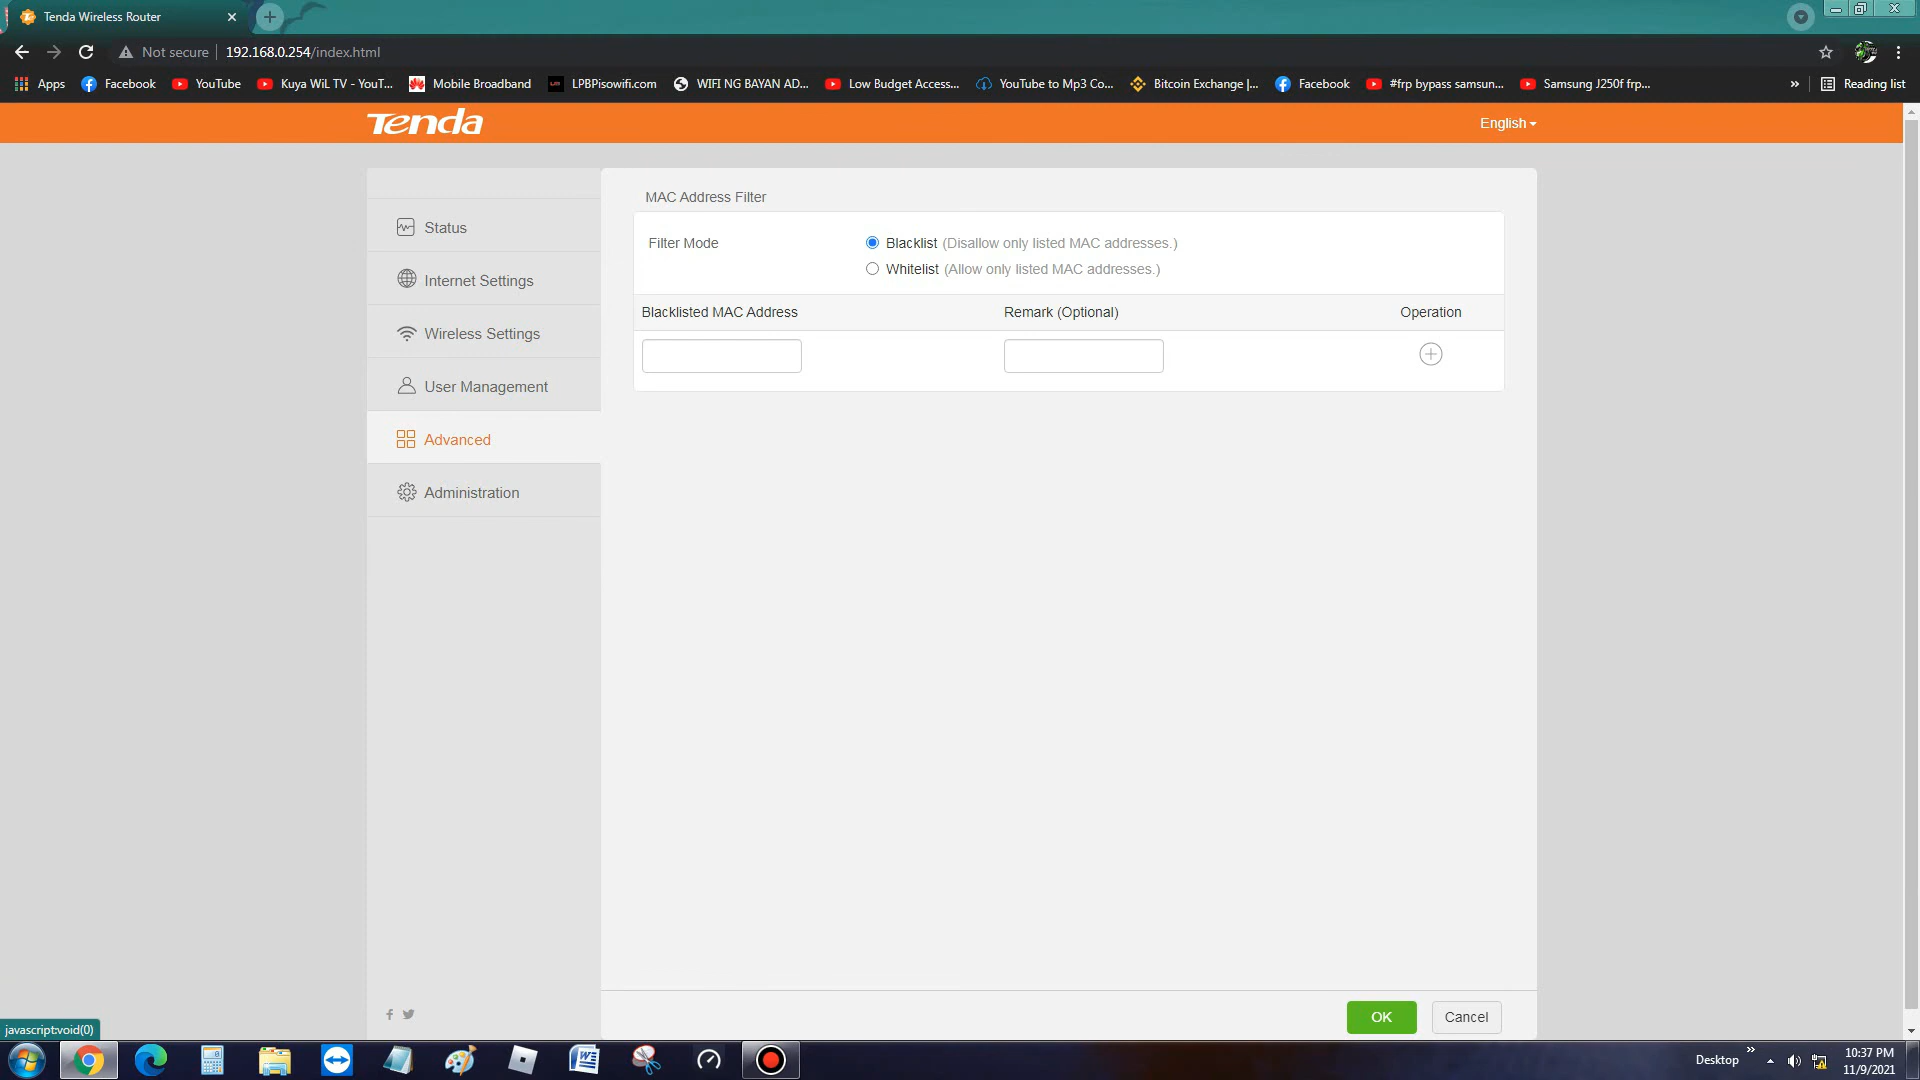 Tenda Wireless Router
Not secure 192.168.0.254/index.html
Apps Facebook YouTube Kuya WiL TV - YouT... Mobile Broadband LPBPisowifi.com WIFI NG BAYAN AD... Low Budget Access... YouTube to Mp3 Co... Bitcoin Exchange |... Facebook #frp bypass samsun... Samsung J250f frp... » Reading list
Tenda English
MAC Address Filter
Status
Filter Mode Blacklist (Disallow only listed MAC addresses.)
Whitelist (Allow only listed MAC addresses.)
Internet Settings
Blacklisted MAC Address Remark (Optional) Operation
Wireless Settings
User Management
Advanced
Administration
OK Cancel
javascript:void(0)
Desktop » 10:37 PM
11/9/2021